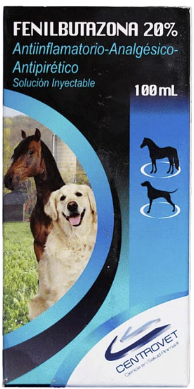 FENILBUTAZONA 20%
Antiinflamatorio-Analgésico-
Antipirético
Solución Inyectable
100 mL
CENTROVET